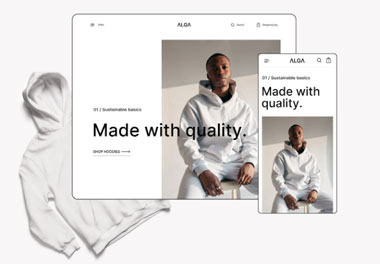 ALGA
Search
Shopping bag
01 / Sustainable basics
Made with quality.
SHOP HOODIES
ALGA
01 / Sustainable basics
Made with
quality.